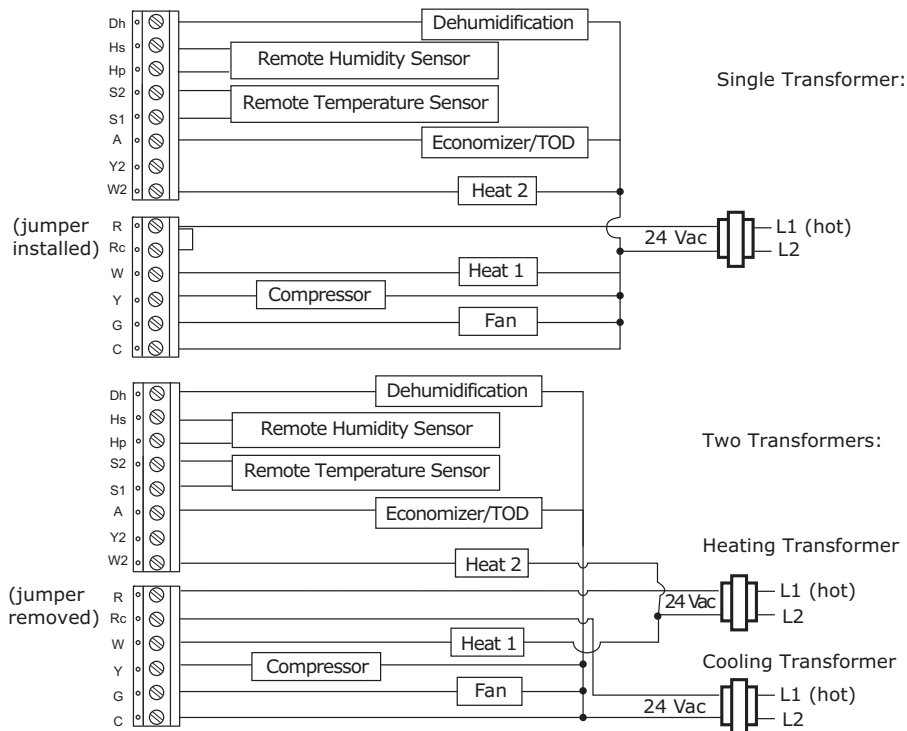 Dh
Dehumidification
Hs
Remote Humidity Sensor
Hp
Single Transformer:
S2
Remote Temperature Sensor
S1
A
Economizer/TOD
Y2
W2
Heat 2
(jumper
installed)
R
L1 (hot)
24 Vac
Rc
L2
W
Heat 1
Y
Compressor
G
Fan
C
Dh
Dehumidification
Hs
Remote Humidity Sensor
Hp
Two Transformers:
S2
Remote Temperature Sensor
S1
A
Economizer/TOD
Y2
Heating Transformer
W2
Heat 2
(jumper
removed)
R
L1 (hot)
24 Vac
Rc
L2
W
Heat 1
Cooling Transformer
Y
Compressor
G
Fan
L1 (hot)
24 Vac
C
L2